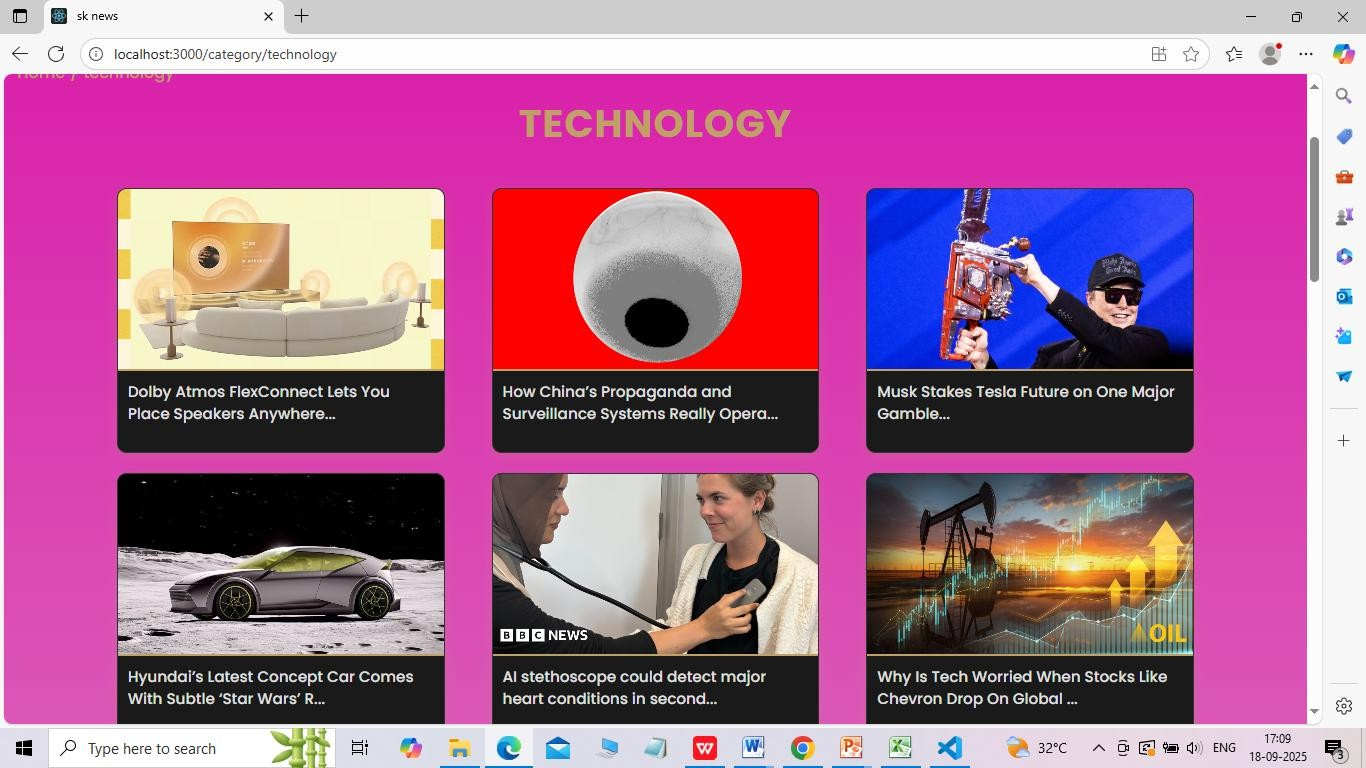 sk news
localhost:3000/category/technology
Home / technology
TECHNOLOGY
Dolby Atmos FlexConnect Lets You
Place Speakers Anywhere...
How China’s Propaganda and
Surveillance Systems Really Opera...
Musk Stakes Tesla Future on One Major
Gamble...
BBC NEWS
OIL
Hyundai’s Latest Concept Car Comes
With Subtle ‘Star Wars’ R...
AI stethoscope could detect major
heart conditions in second...
Why Is Tech Worried When Stocks Like
Chevron Drop On Global ...
Type here to search
32°C
ENG
17:09
18-09-2025
3